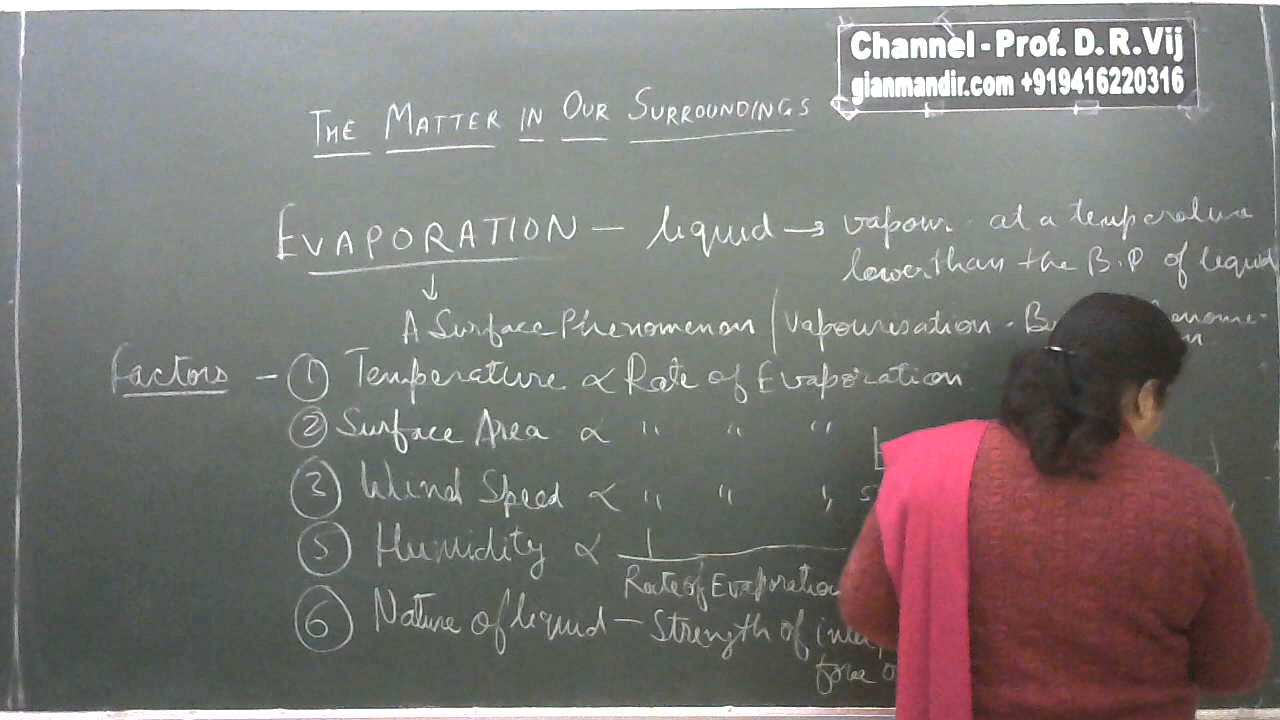 Channel - Prof. D. R. Vij
gianmandir.com +919416220316
THE MATTER IN OUR SURROUNDINGS
EVAPORATION — liquid → vapour. at a temperature
lower than the B.P of liquid
↓
A Surface Phenomenon / Vapourisation -
Factors - ① Temperature ∝ Rate of Evaporation
② Surface Area ∝ " " "
③ Wind Speed ∝ " " "
⑤ Humidity ∝ 1
Rate of Evaporation
⑥ Nature of liquid — Strength of
force